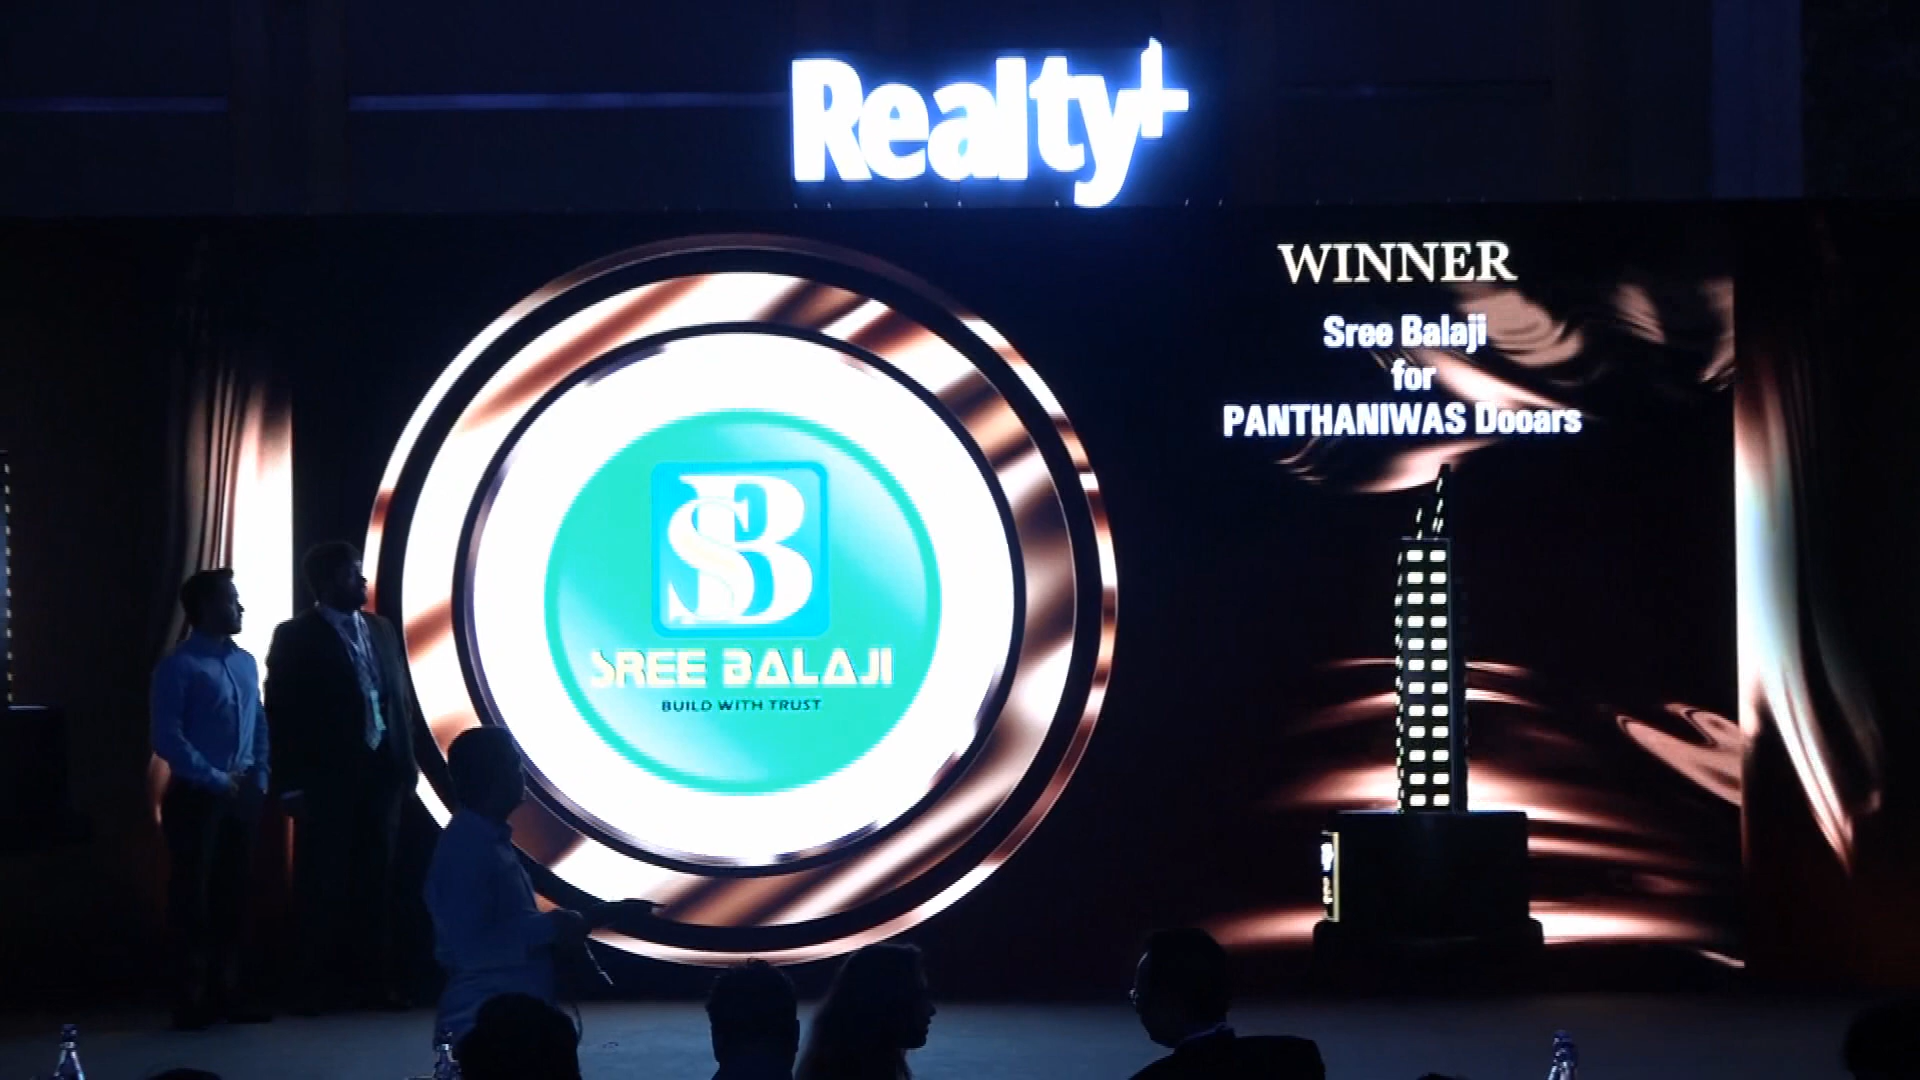 Realty+
WINNER
Sree Balaji
for
PANTHANIWAS Dooars
SB
SREE BALAJI
BUILD WITH TRUST